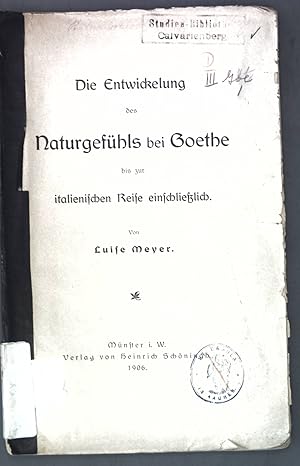 Studien-Bibliothek
Calvarienberg
D
III
Die Entwickelung
des
Naturgefühls bei Goethe
bis zur
italienischen Reise einschließlich.
Von
Luise Meyer.
Münster i. W.
Verlag von Heinrich Schöningh
1906.